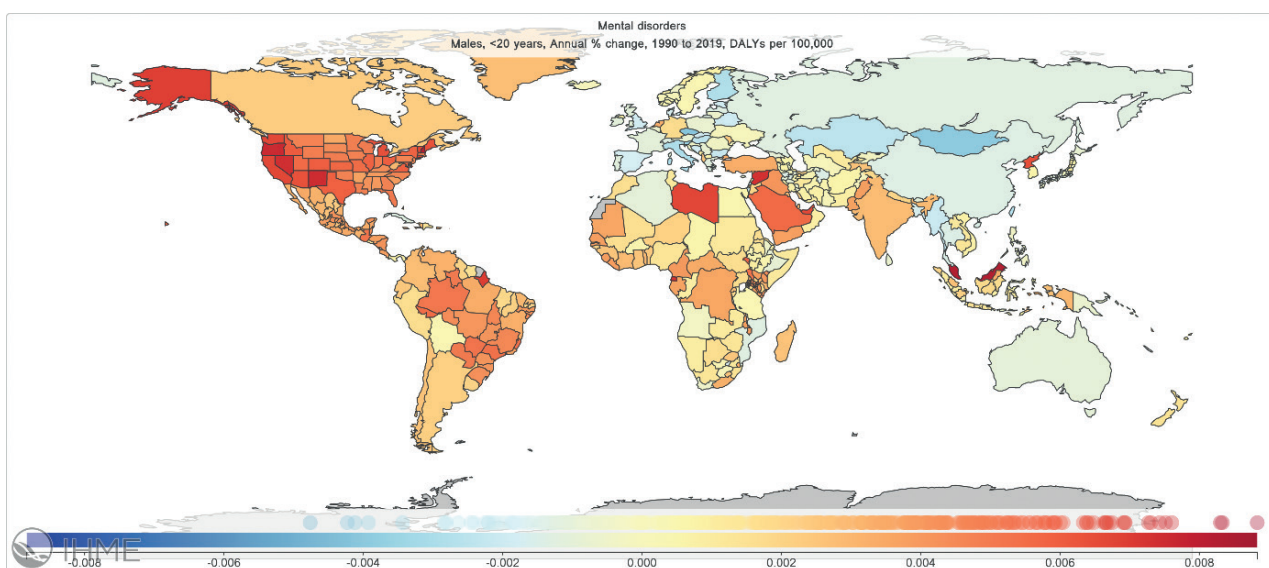 Mental disorders
Males, <20 years, Annual % change, 1990 to 2019, DALYs per 100,000
IHME
-0.008 -0.006 -0.004 -0.002 0.000 0.002 0.004 0.006 0.008